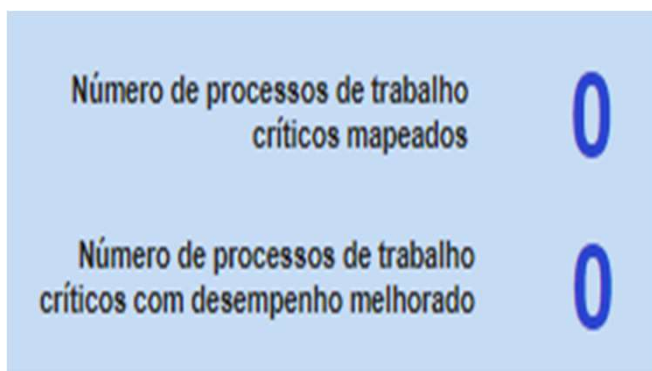 Número de processos de trabalho
críticos mapeados
0
Número de processos de trabalho
críticos com desempenho melhorado
0